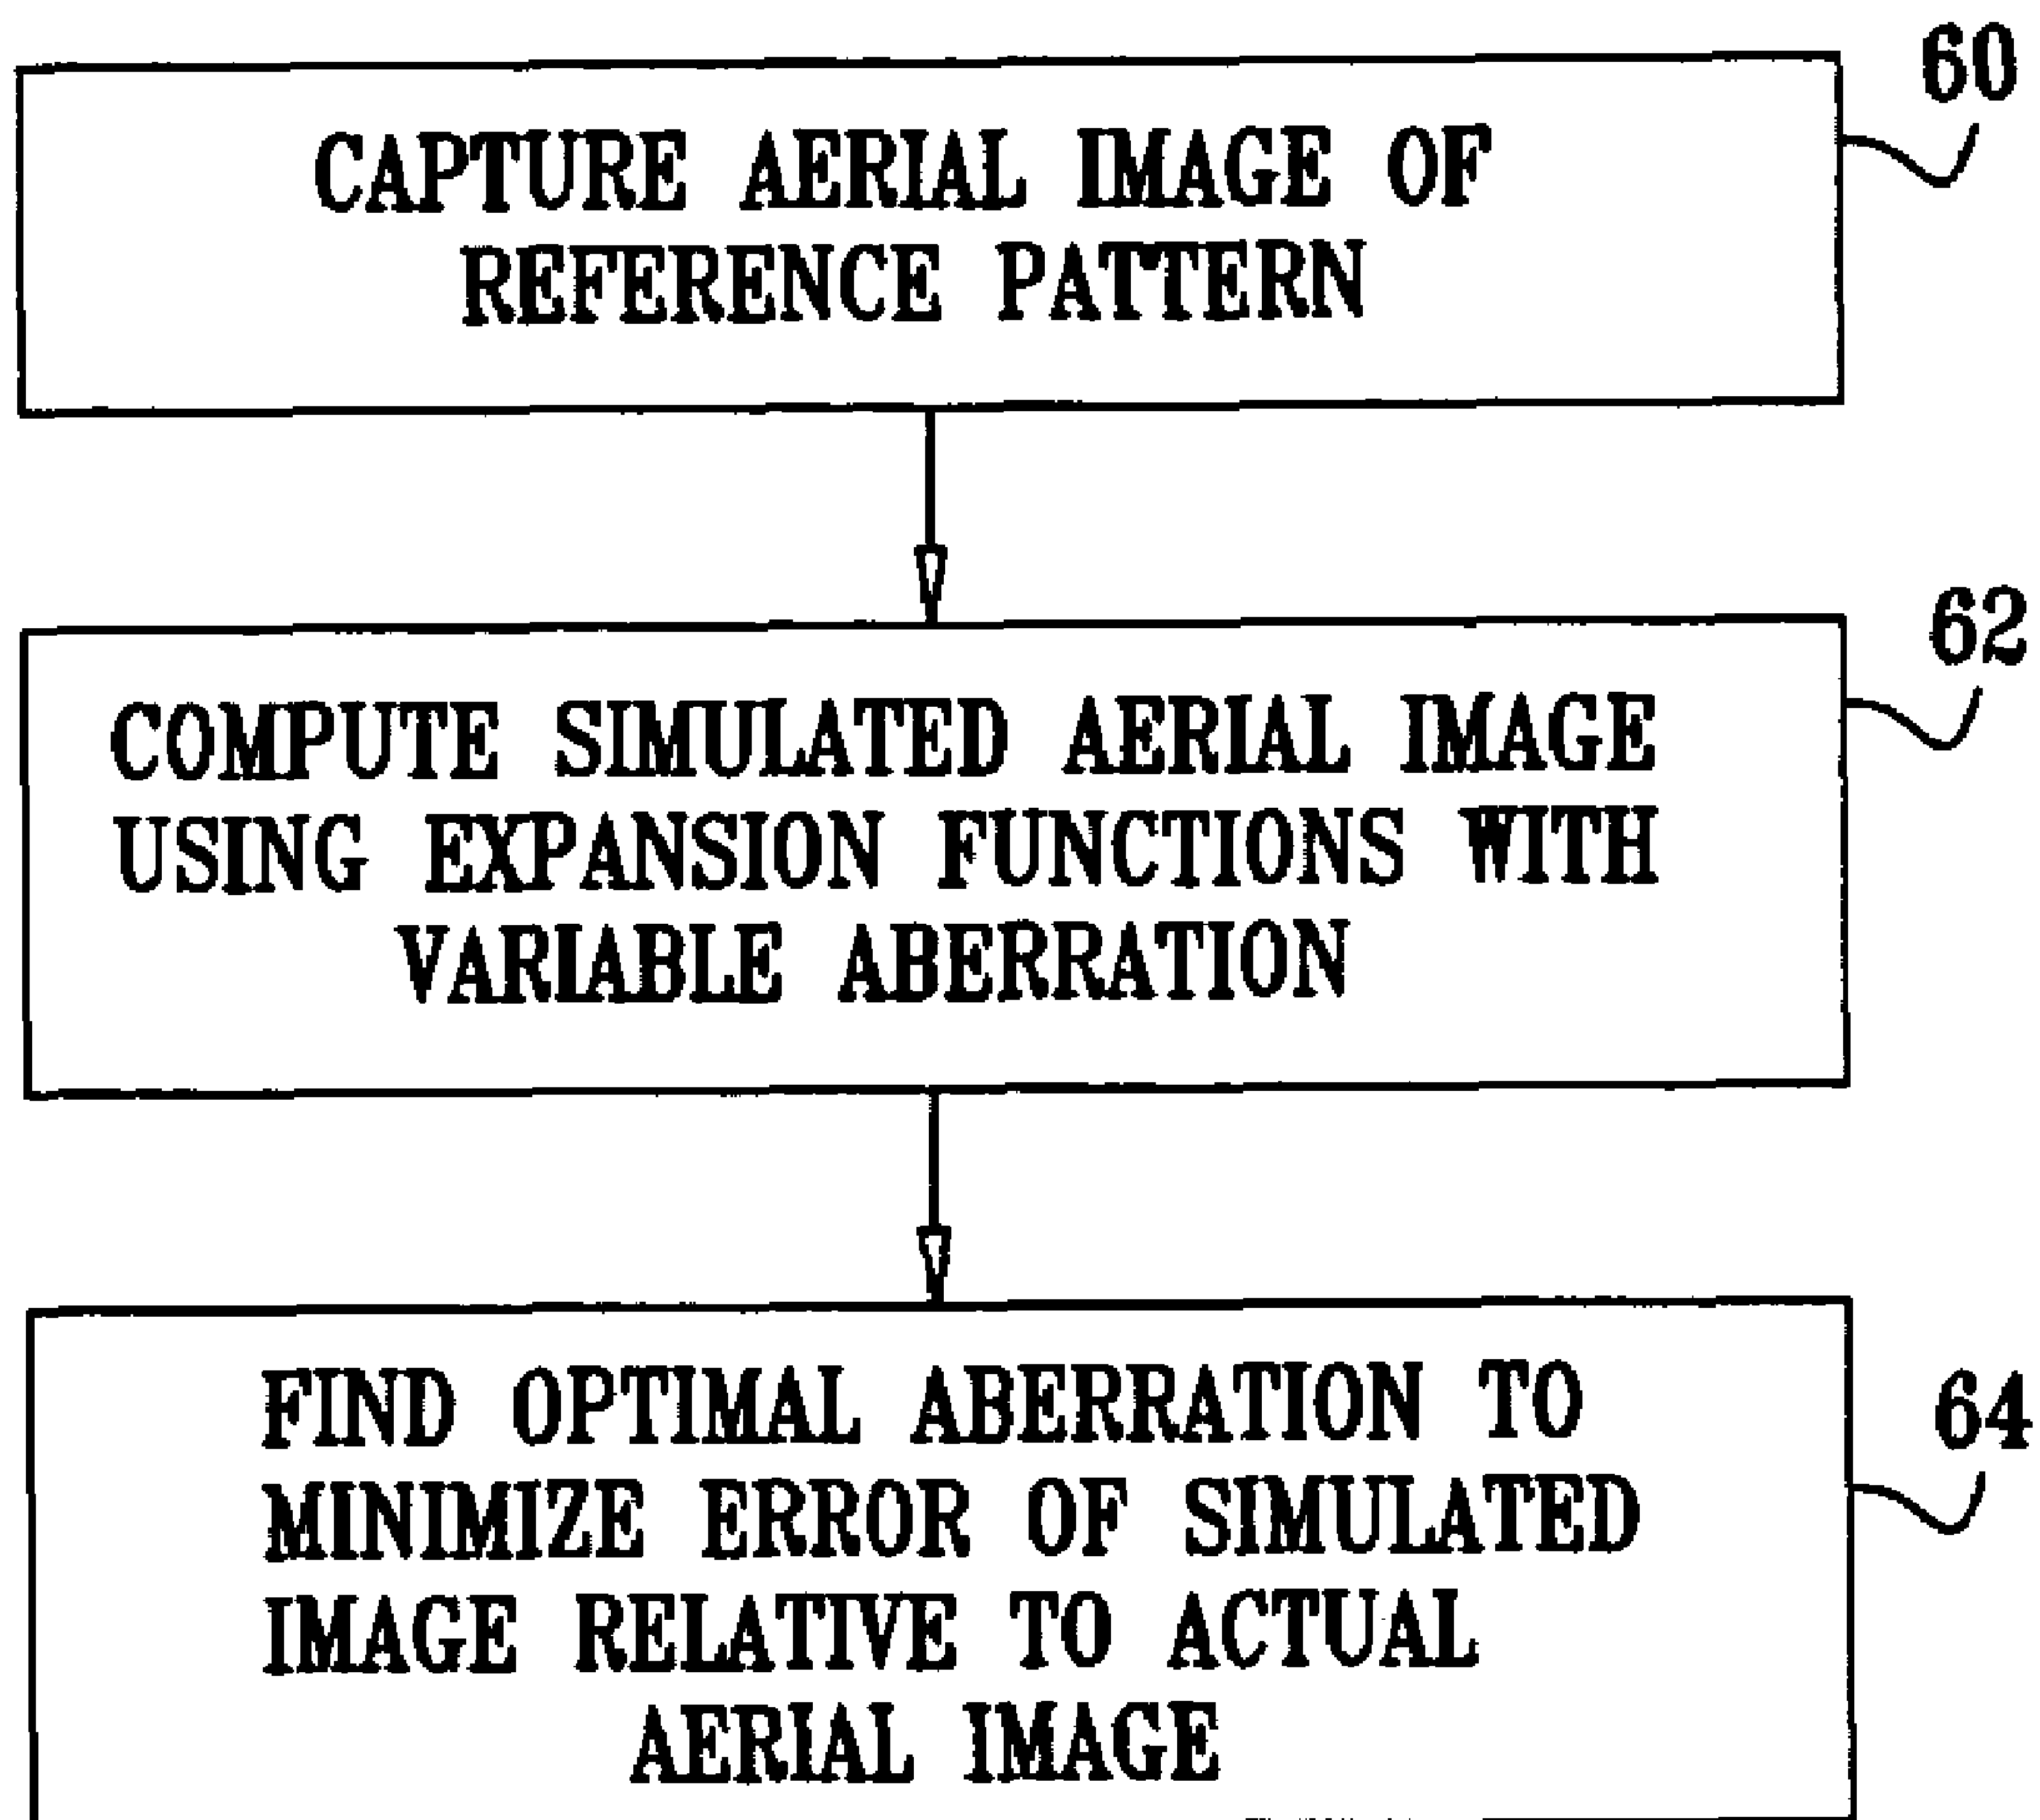 60
CAPTURE AERIAL IMAGE OF
REFERENCE PATTERN
62
COMPUTE SIMULATED AERIAL IMAGE
USING EXPANSION FUNCTIONS WITH
VARIABLE ABERRATION
64
FIND OPTIMAL ABERRATION TO
MINIMIZE ERROR OF SIMULATED
IMAGE RELATIVE TO ACTUAL
AERIAL IMAGE